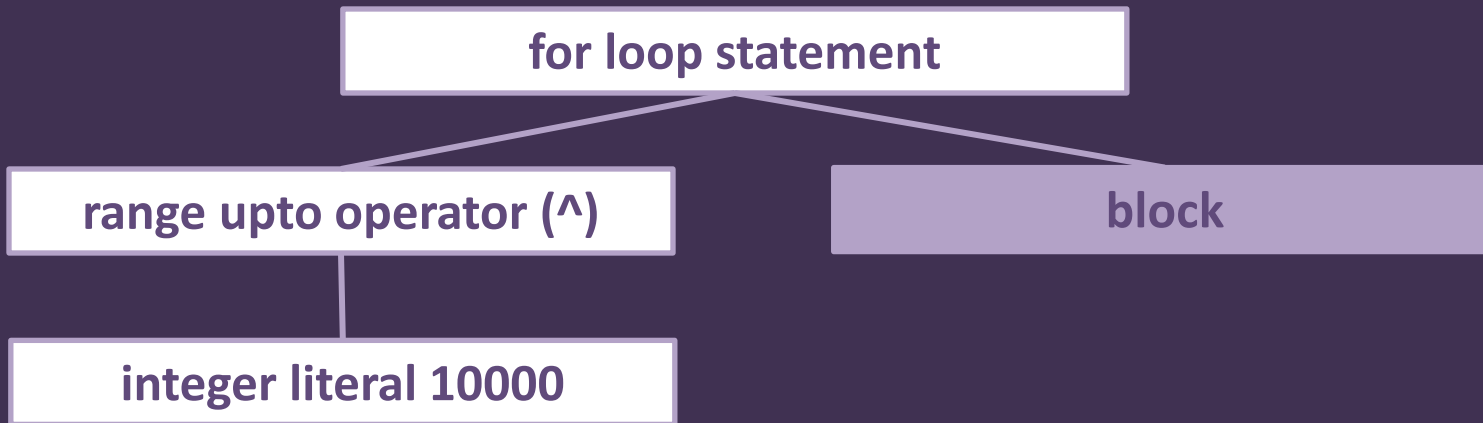 for loop statement
range upto operator (^)
block
integer literal 10000